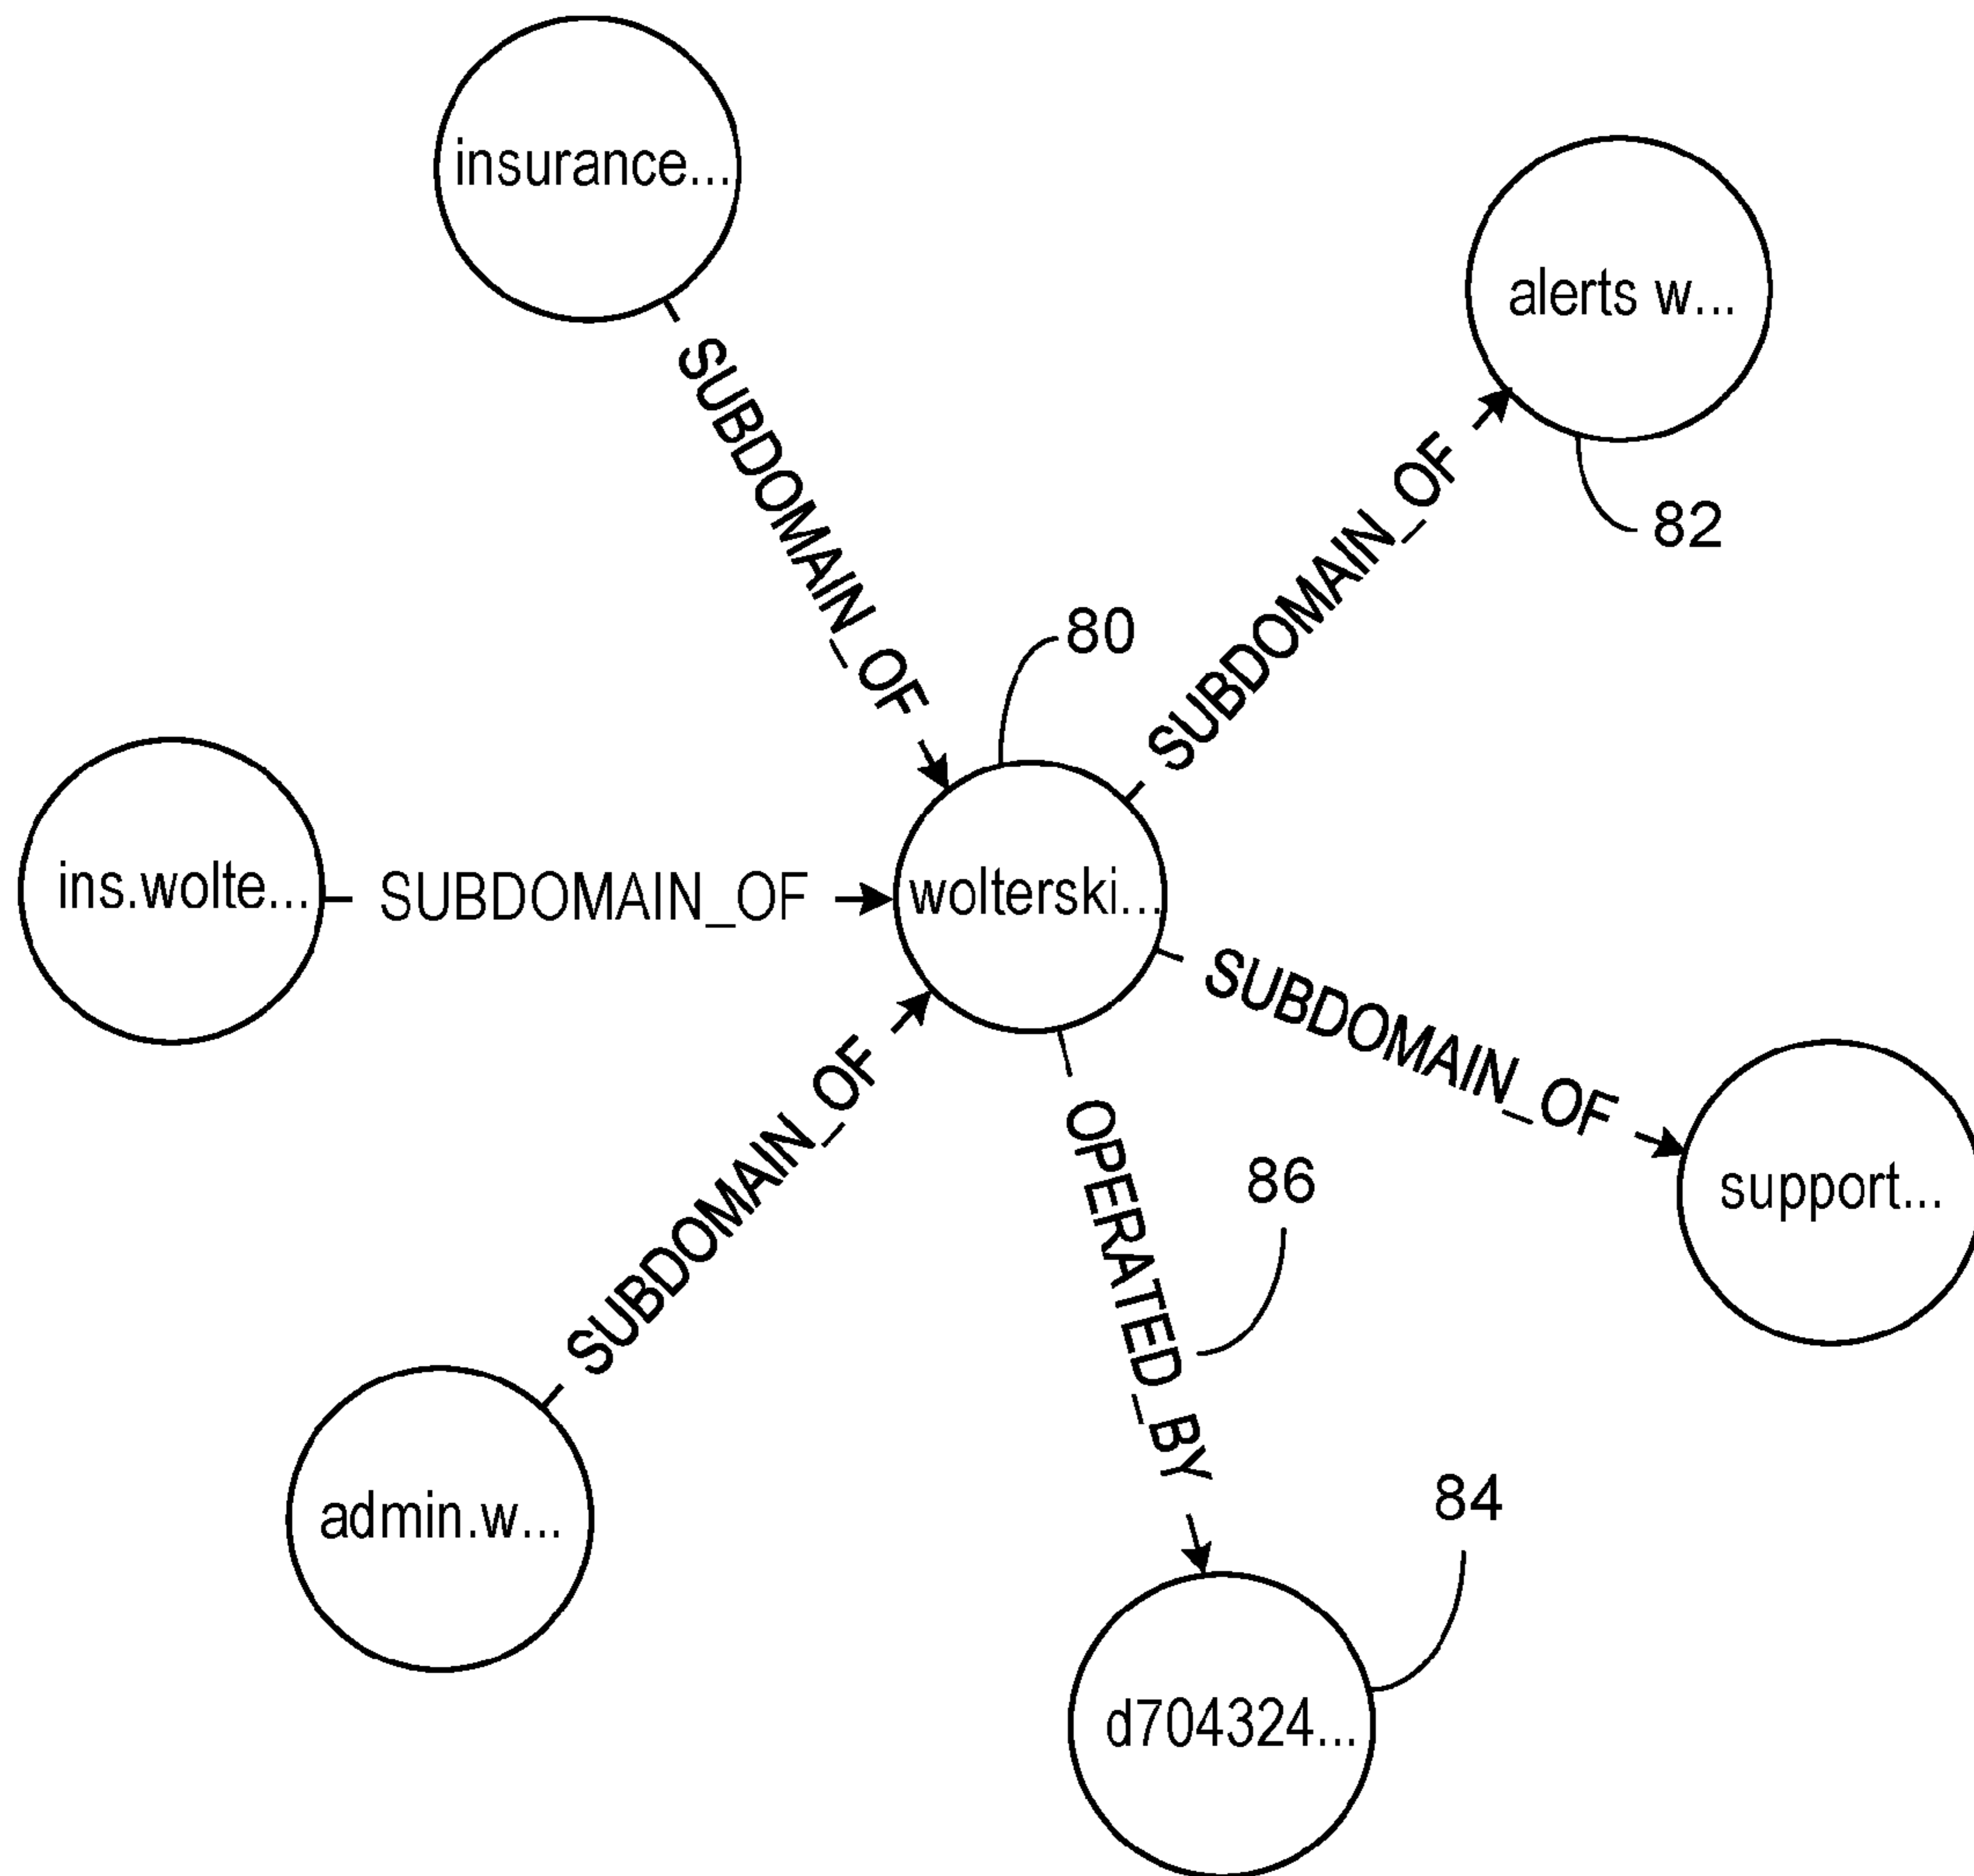 insurance...
alerts w...
SUBDOMAIN_OF
SUBDOMAIN_OF
82
80
ins.wolte...
SUBDOMAIN_OF
wolterski...
SUBDOMAIN_OF
SUBDOMAIN_OF
OPERATED_BY
86
support...
admin.w...
84
d704324...